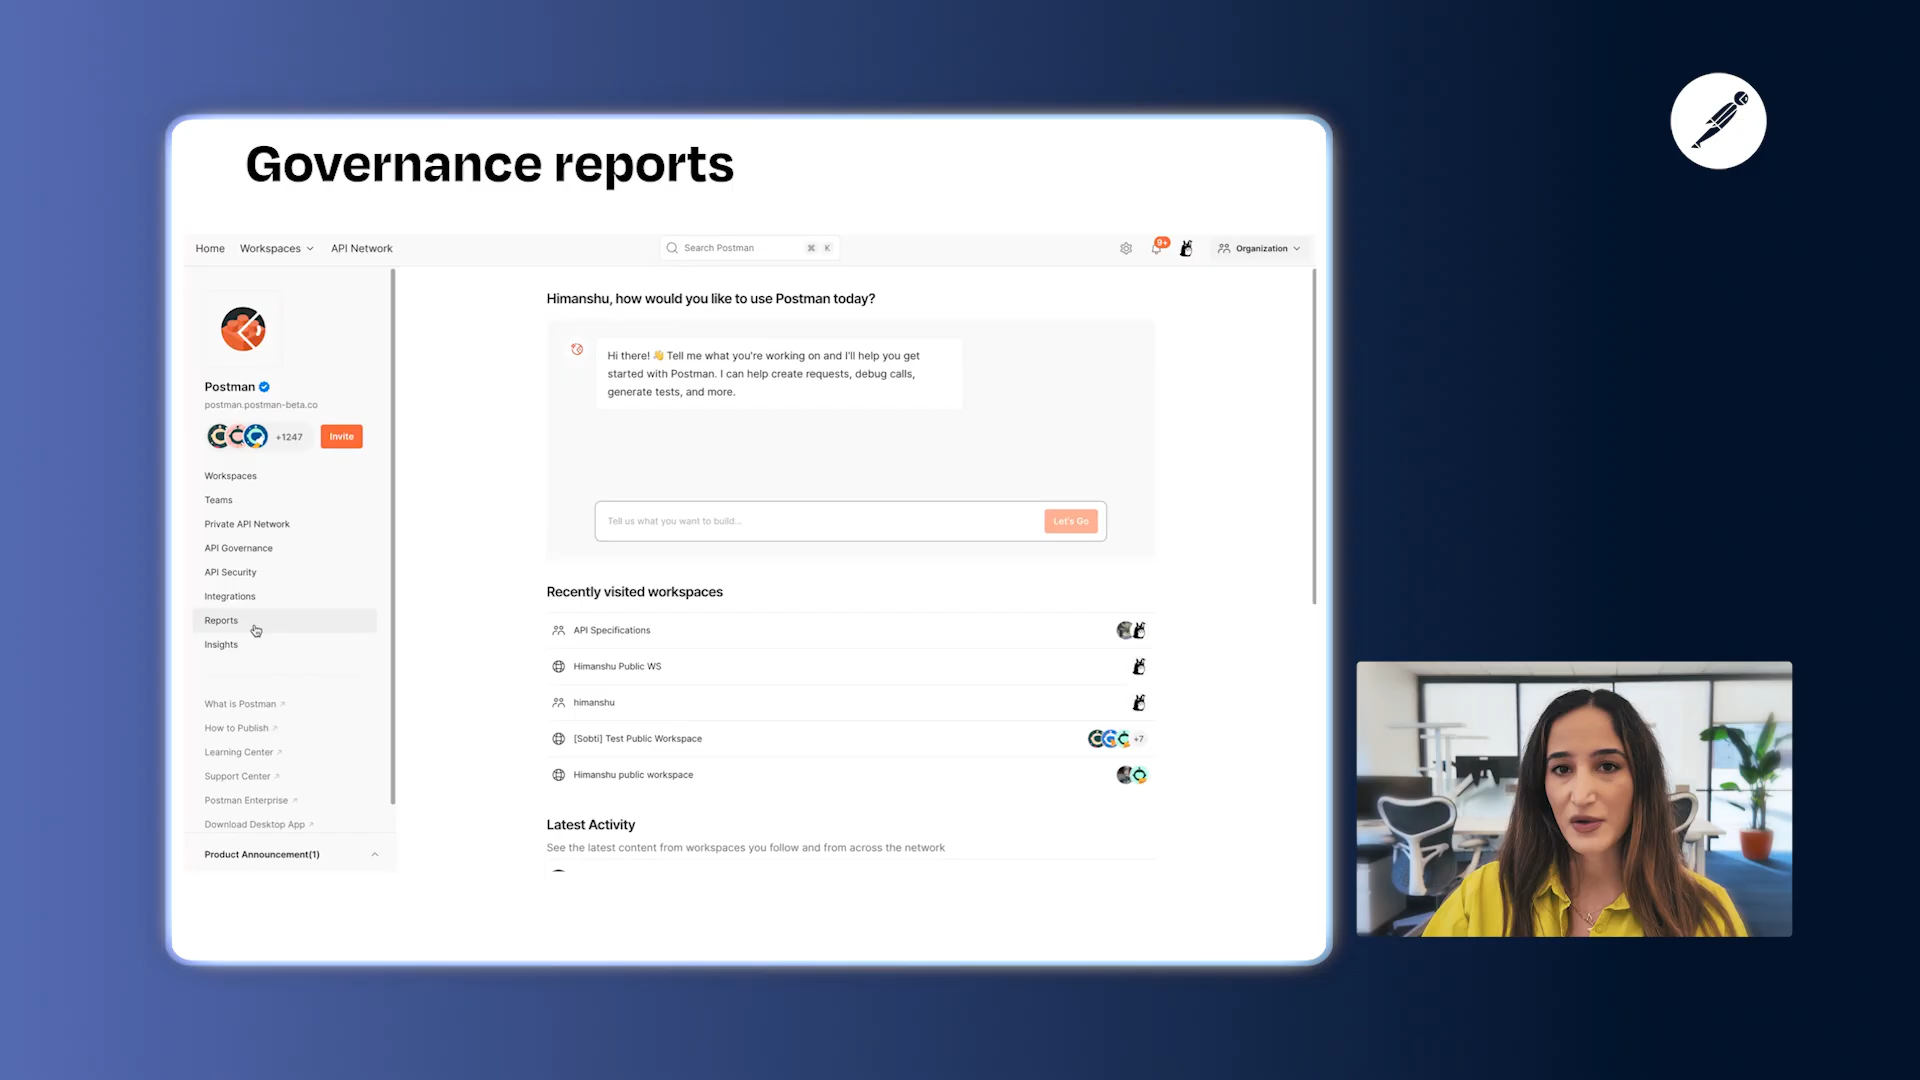 Governance reports
Home Workspaces API Network Search Postman ⌘ K 9+ Organization
Postman
postman.postman-beta.co
+1247 Invite
Workspaces
Teams
Private API Network
API Governance
API Security
Integrations
Reports
Insights
What is Postman
How to Publish
Learning Center
Support Center
Postman Enterprise
Download Desktop App
Product Announcement(1)
Himanshu, how would you like to use Postman today?
Hi there! 👋 Tell me what you're working on and I'll help you get
started with Postman. I can help create requests, debug calls,
generate tests, and more.
Tell us what you want to build... Let's Go
Recently visited workspaces
API Specifications
Himanshu Public WS
himanshu
[Sobti] Test Public Workspace +7
Himanshu public workspace
Latest Activity
See the latest content from workspaces you follow and from across the network